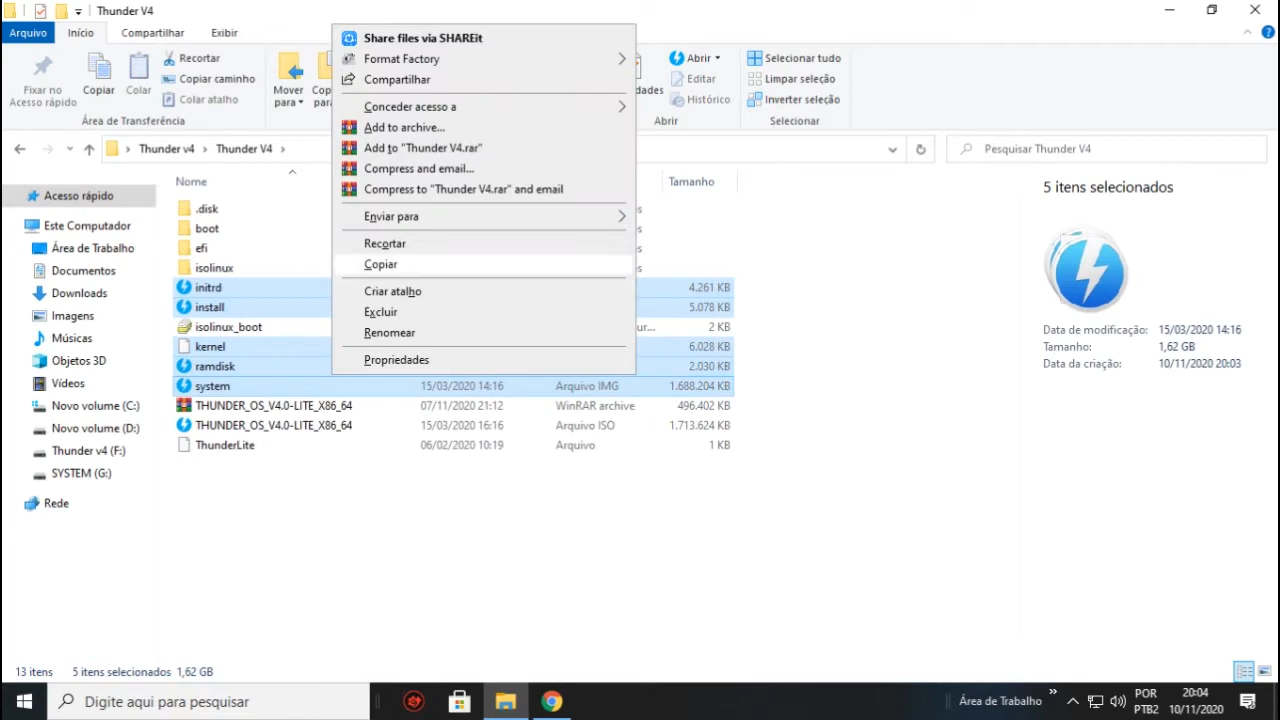 Thunder V4
Arquivo
Início
Compartilhar
Exibir
Fixar no
Acesso rápido
Copiar
Colar
Recortar
Copiar caminho
Colar atalho
Área de Transferência
Mover
para
Abrir
Editar
Histórico
Abrir
Selecionar tudo
Limpar seleção
Inverter seleção
Selecionar
Thunder v4
Thunder V4
Pesquisar Thunder V4
Acesso rápido
Este Computador
Área de Trabalho
Documentos
Downloads
Imagens
Músicas
Objetos 3D
Vídeos
Novo volume (C:)
Novo volume (D:)
Thunder v4 (F:)
SYSTEM (G:)
Rede
Nome
Tamanho
.disk
boot
efi
isolinux
initrd 4.261 KB
install 5.078 KB
isolinux_boot 2 KB
kernel 6.028 KB
ramdisk 2.030 KB
system 15/03/2020 14:16 Arquivo IMG 1.688.204 KB
THUNDER_OS_V4.0-LITE_X86_64 07/11/2020 21:12 WinRAR archive 496.402 KB
THUNDER_OS_V4.0-LITE_X86_64 15/03/2020 16:16 Arquivo ISO 1.713.624 KB
ThunderLite 06/02/2020 10:19 Arquivo 1 KB
Share files via SHAREit
Format Factory
Compartilhar
Conceder acesso a
Add to archive...
Add to "Thunder V4.rar"
Compress and email...
Compress to "Thunder V4.rar" and email
Enviar para
Recortar
Copiar
Criar atalho
Excluir
Renomear
Propriedades
5 itens selecionados
Data de modificação: 15/03/2020 14:16
Tamanho: 1,62 GB
Data da criação: 10/11/2020 20:03
13 itens 5 itens selecionados 1,62 GB
Digite aqui para pesquisar
Área de Trabalho
POR
PTB2
20:04
10/11/2020